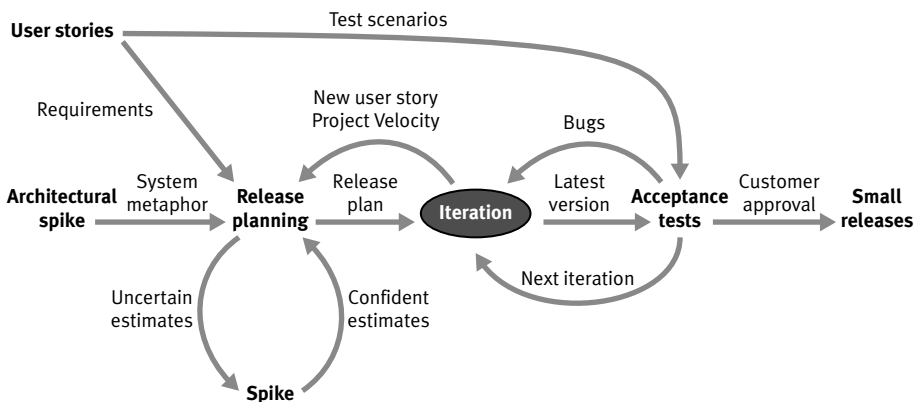 Test scenarios
User stories
Requirements
New user story
Project Velocity
Bugs
Architectural
spike
System
metaphor
Release
planning
Release
plan
Iteration
Latest
version
Acceptance
tests
Customer
approval
Small
releases
Next iteration
Uncertain
estimates
Confident
estimates
Spike